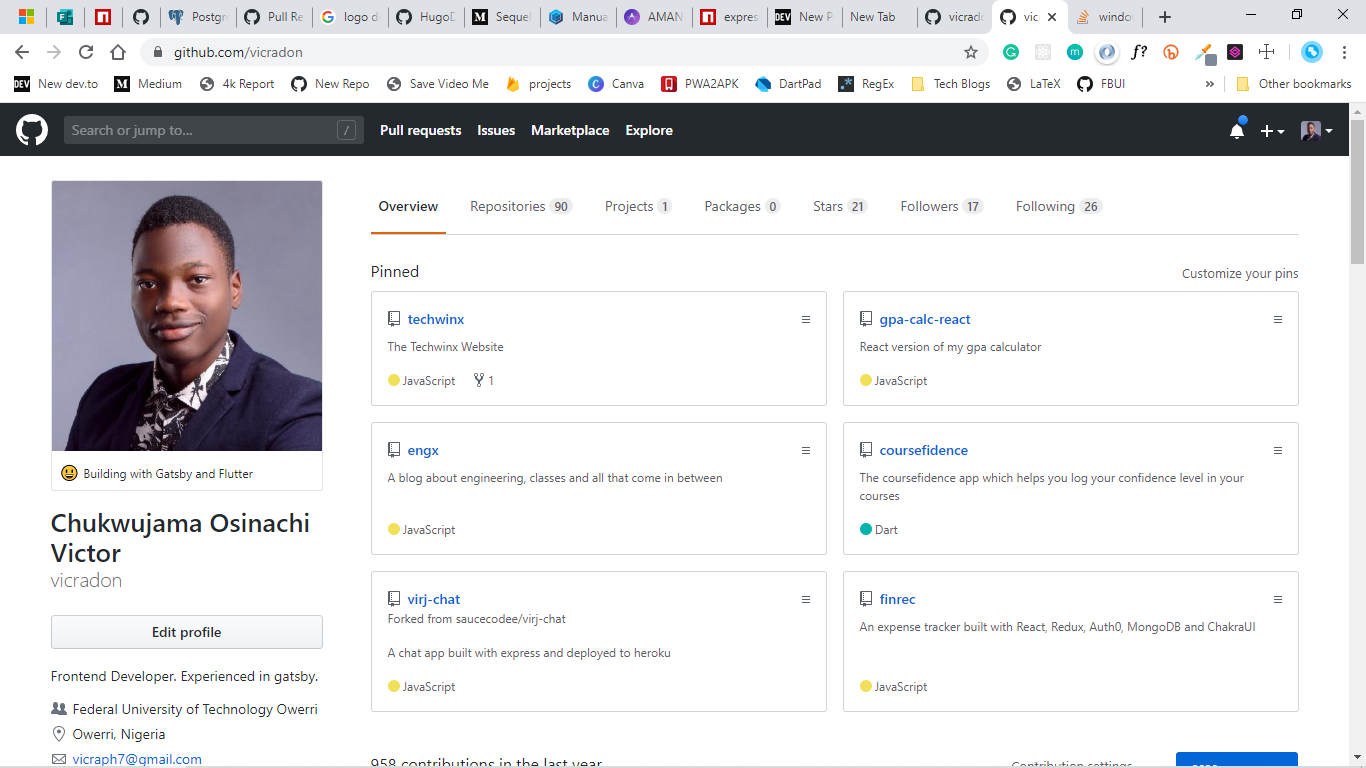 Postgr
Pull Re
logo d
HugoD
Sequel
Manua
AMAN
expres
DEV
New P
New Tab
vicrad
vic
windo
github.com/vicradon
DEV New dev.to
Medium
4k Report
New Repo
Save Video Me
projects
Canva
PWA2APK
DartPad
RegEx
Tech Blogs
LaTeX
FBUI
»
Other bookmarks
Search or jump to...
/
Pull requests
Issues
Marketplace
Explore
Overview
Repositories 90
Projects 1
Packages 0
Stars 21
Followers 17
Following 26
Building with Gatsby and Flutter
Chukwujama Osinachi
Victor
vicradon
Edit profile
Frontend Developer. Experienced in gatsby.
Federal University of Technology Owerri
Owerri, Nigeria
vicraph7@gmail.com
Pinned
Customize your pins
techwinx
The Techwinx Website
JavaScript 1
gpa-calc-react
React version of my gpa calculator
JavaScript
engx
A blog about engineering, classes and all that come in between
JavaScript
coursefidence
The coursefidence app which helps you log your confidence level in your
courses
Dart
virj-chat
Forked from saucecodee/virj-chat
A chat app built with express and deployed to heroku
JavaScript
finrec
An expense tracker built with React, Redux, Auth0, MongoDB and ChakraUI
JavaScript
958 contributions in the last year
Contribution settings